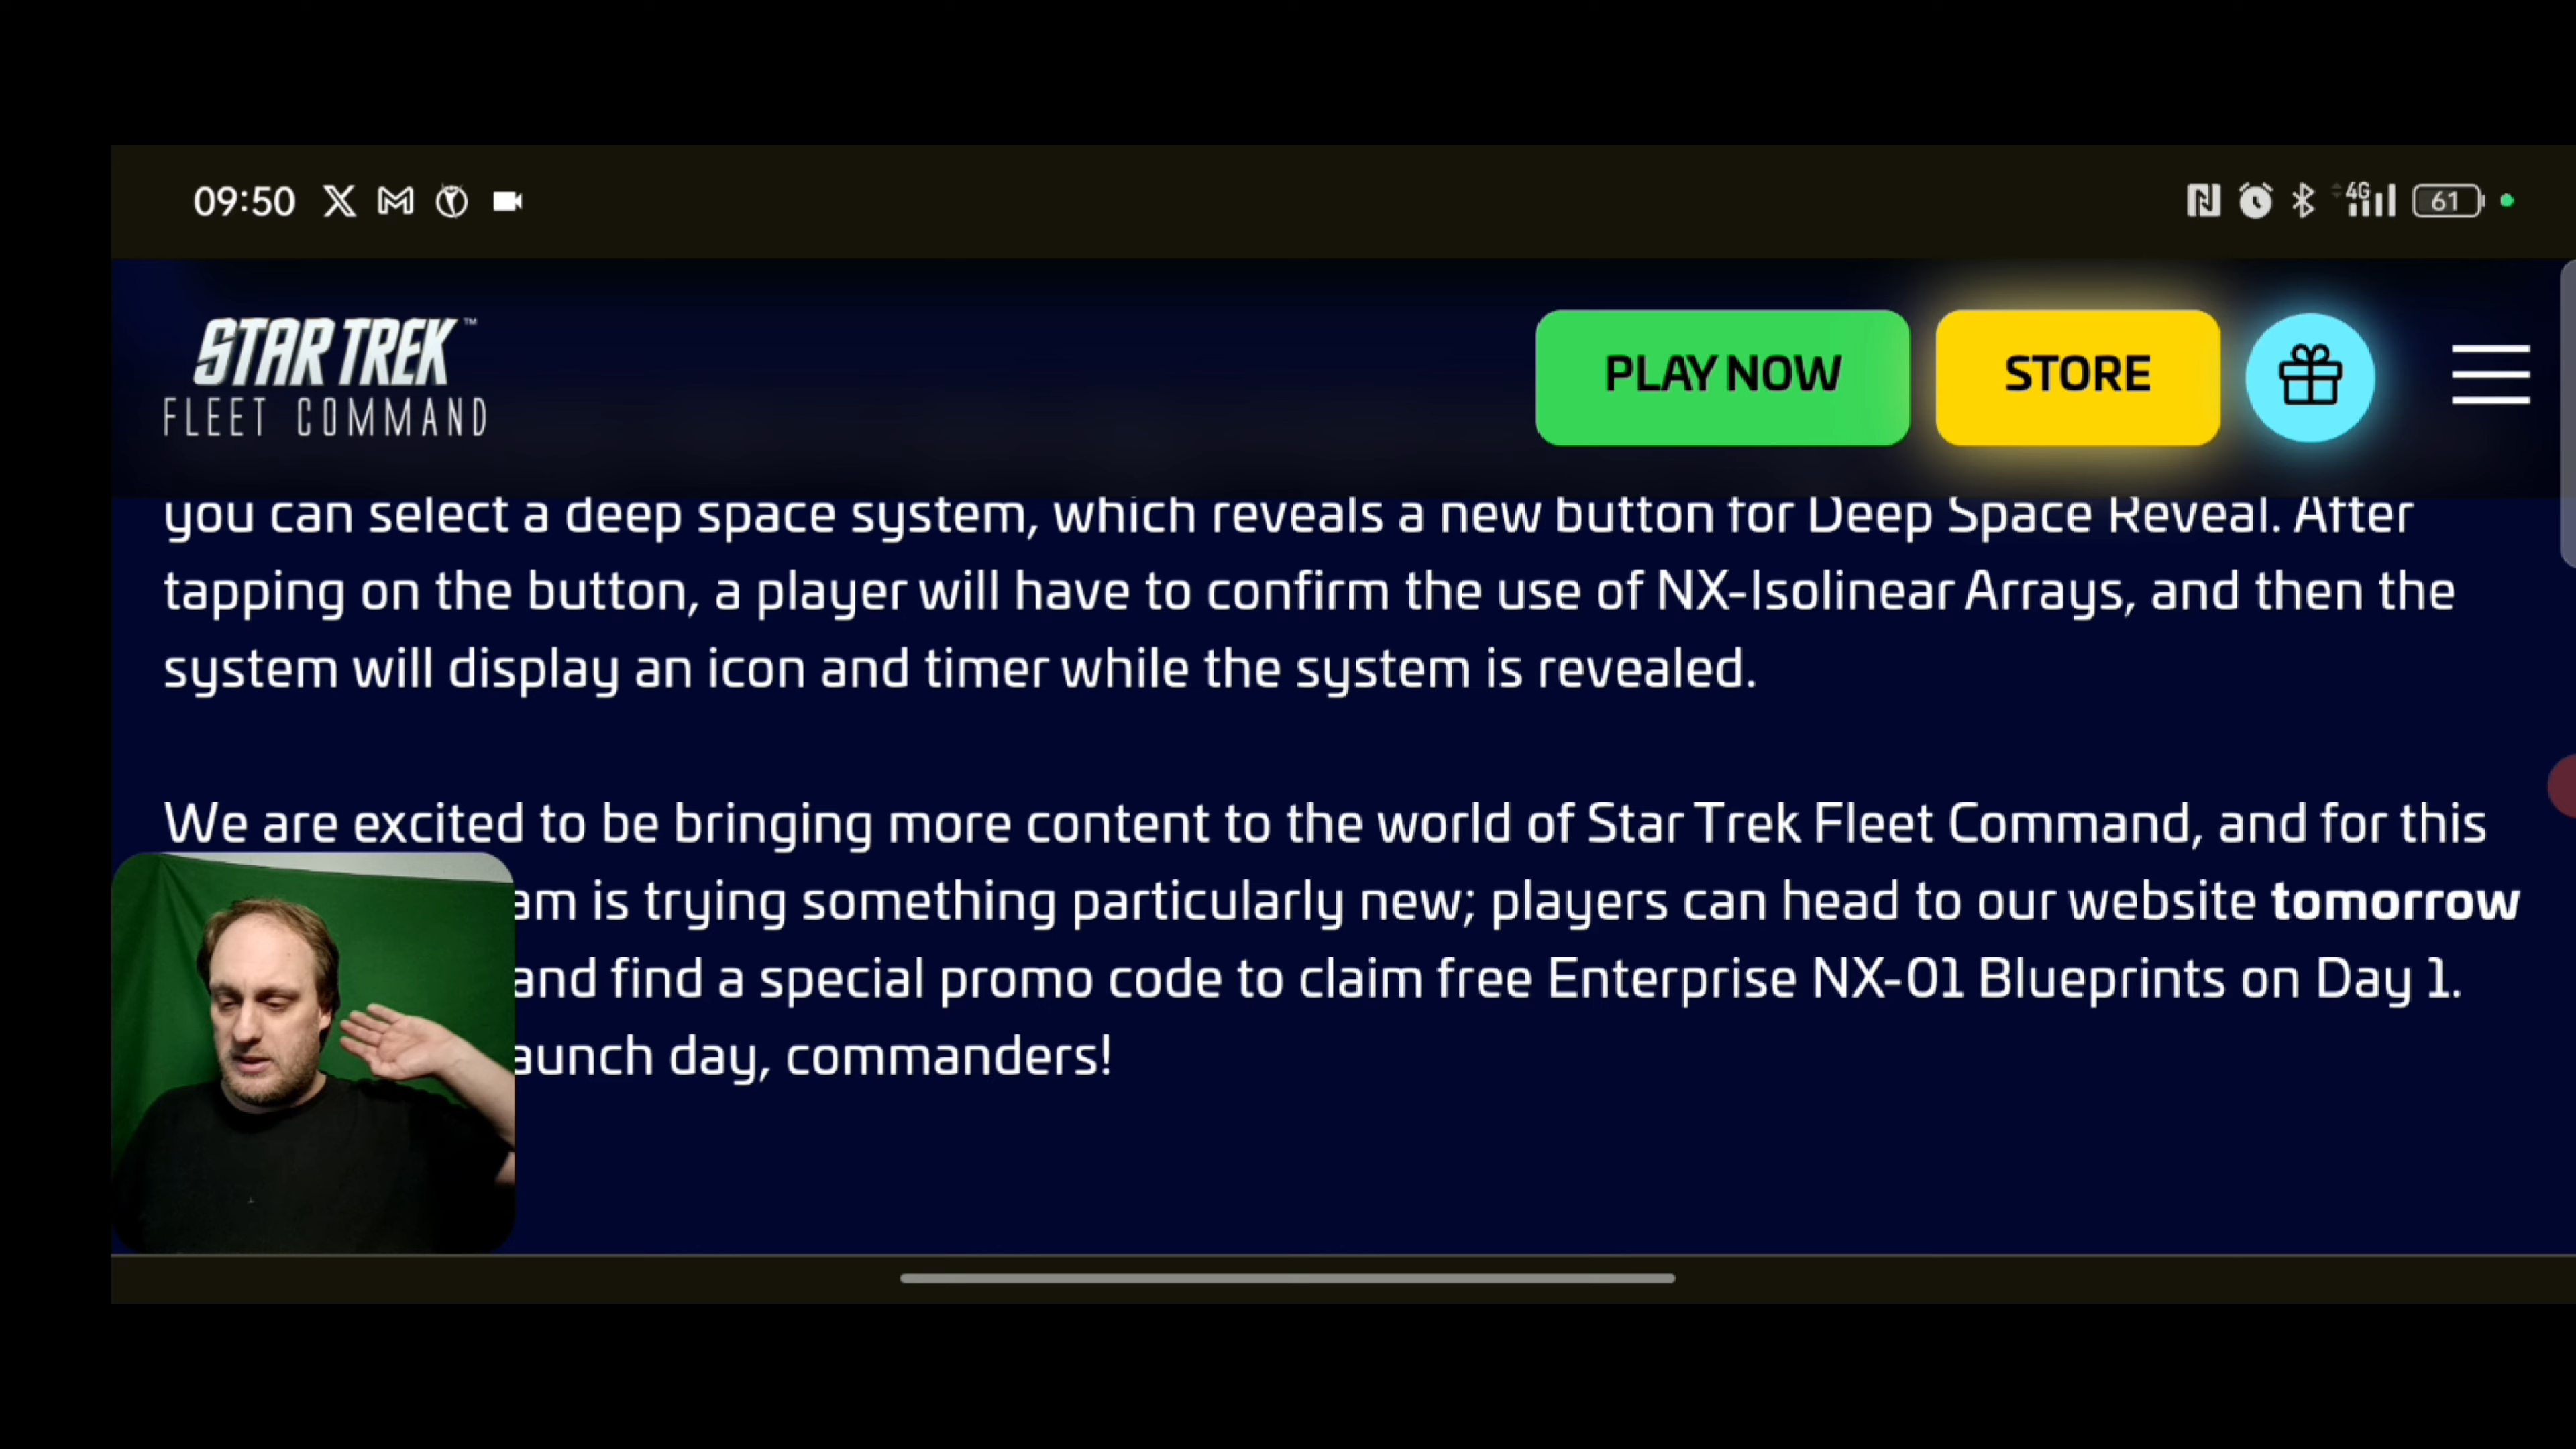 09:50
4G
61
STAR TREK™
FLEET COMMAND
PLAY NOW
STORE
you can select a deep space system, which reveals a new button for Deep Space Reveal. After
tapping on the button, a player will have to confirm the use of NX-Isolinear Arrays, and then the
system will display an icon and timer while the system is revealed.
We are excited to be bringing more content to the world of Star Trek Fleet Command, and for this
am is trying something particularly new; players can head to our website tomorrow
and find a special promo code to claim free Enterprise NX-01 Blueprints on Day 1.
aunch day, commanders!